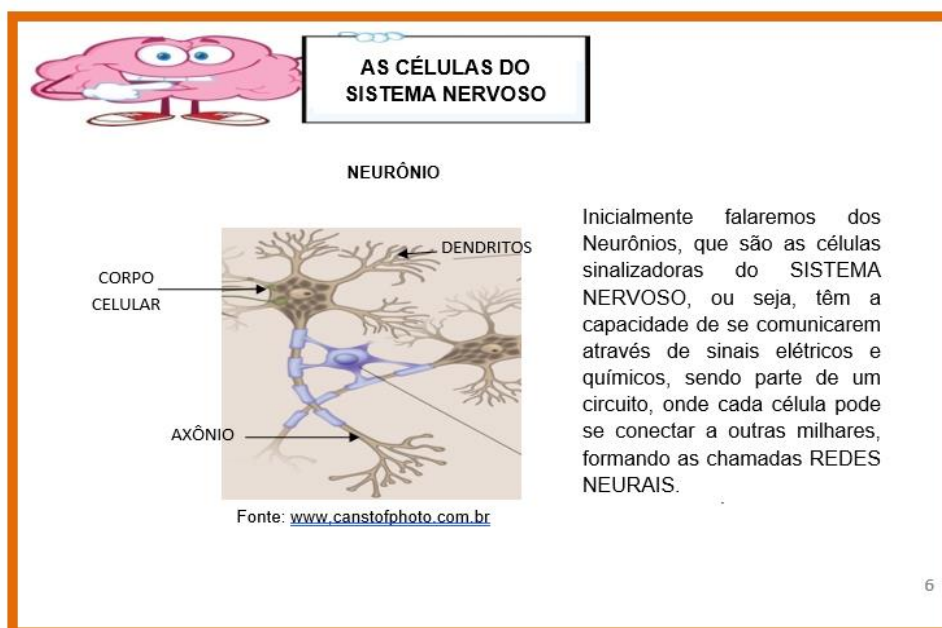 AS CÉLULAS DO
SISTEMA NERVOSO
NEURÔNIO
DENDRITOS
CORPO
CELULAR
AXÔNIO
Fonte: www,canstofphoto.com.br
Inicialmente falaremos dos
Neurônios, que são as células
sinalizadoras do SISTEMA
NERVOSO, ou seja, têm a
capacidade de se comunicarem
através de sinais elétricos e
químicos, sendo parte de um
circuito, onde cada célula pode
se conectar a outras milhares,
formando as chamadas REDES
NEURAIS.
6